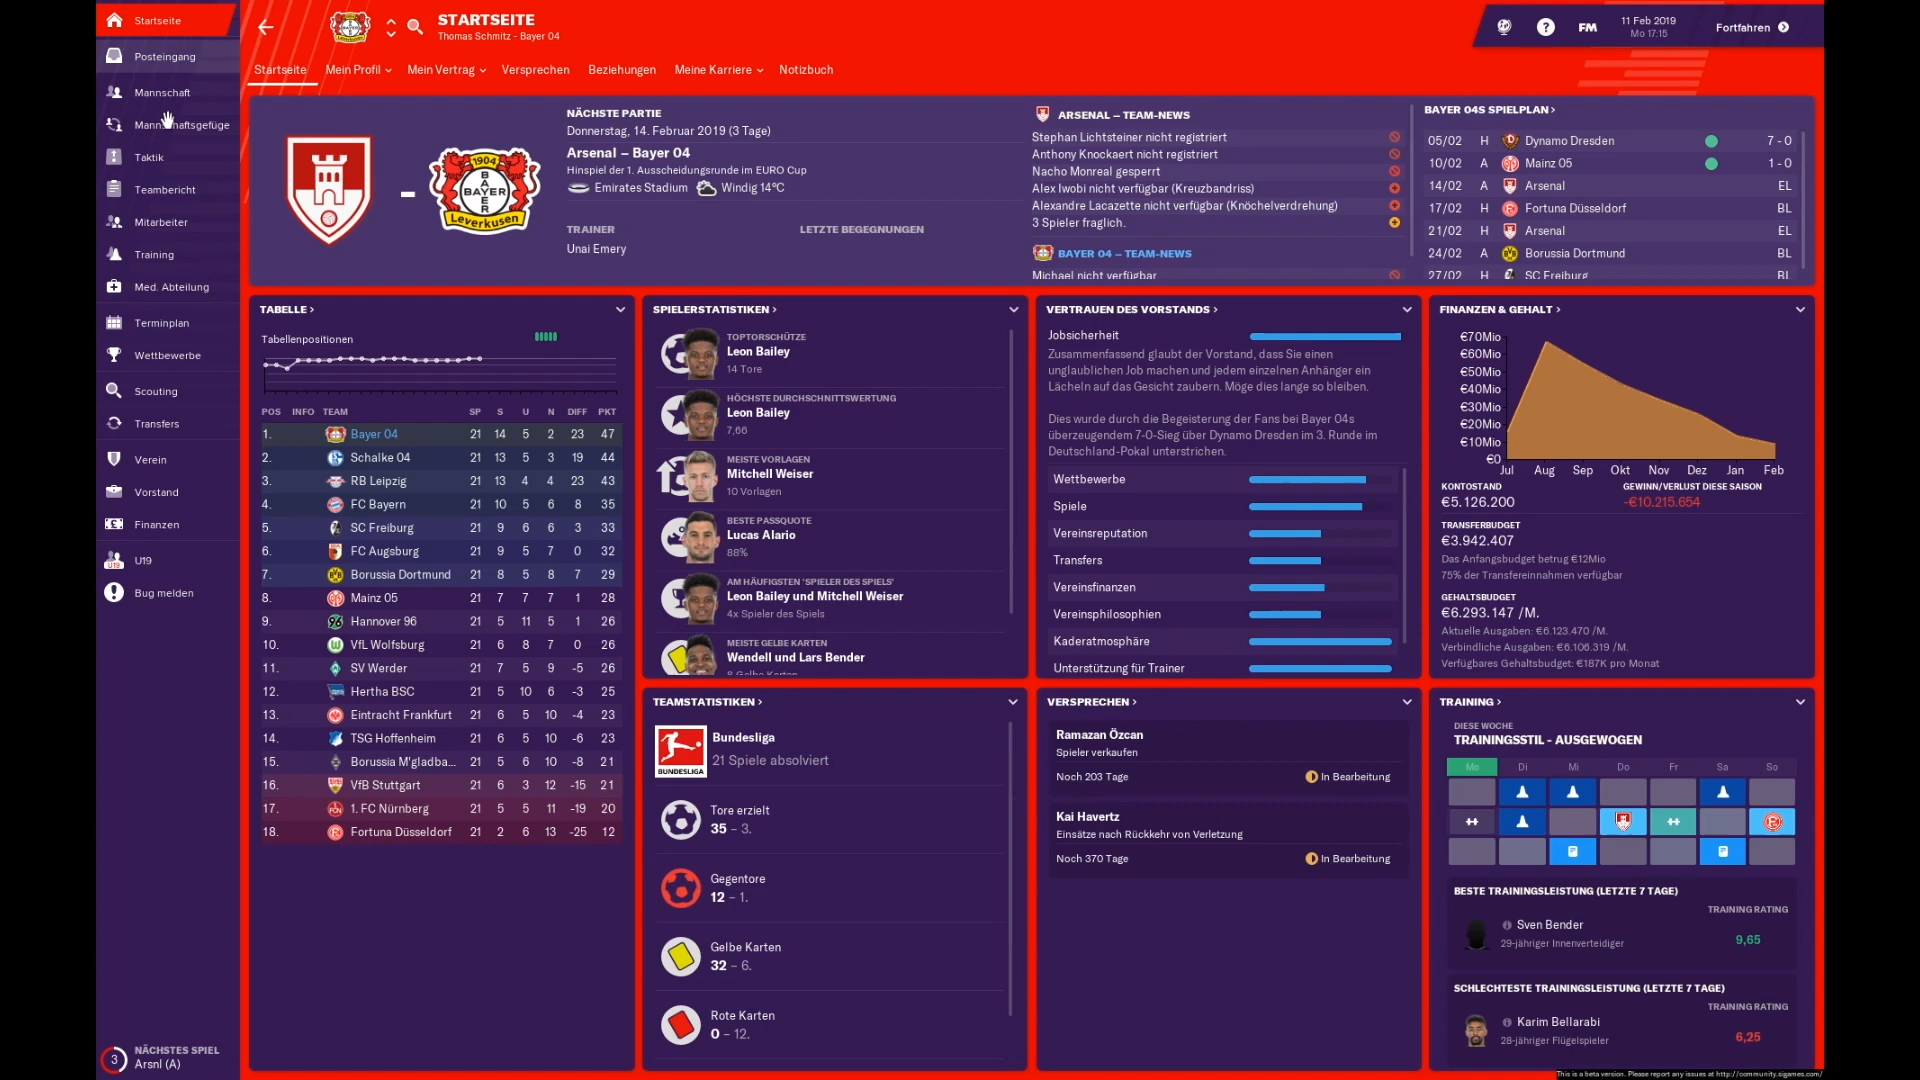 Startseite
Posteingang
Mannschaft
Mannschaftsgefüge
Taktik
Teambericht
Mitarbeiter
Training
Med. Abteilung
Terminplan
Wettbewerbe
Scouting
Transfers
Verein
Vorstand
Finanzen
U19
Bug melden
3 NÄCHSTES SPIEL
Arsnl (A)
STARTSEITE
Thomas Schmitz - Bayer 04
FM
11 Feb 2019
Mo 17:15
Fortfahren
Startseite Mein Profil Mein Vertrag Versprechen Beziehungen Meine Karriere Notizbuch
1904
BAYER
BAYER
Leverkusen
NÄCHSTE PARTIE
Donnerstag, 14. Februar 2019 (3 Tage)
Arsenal – Bayer 04
Hinspiel der 1. Ausscheidungsrunde im EURO Cup
Emirates Stadium Windig 14°C
TRAINER LETZTE BEGEGNUNGEN
Unai Emery
ARSENAL – TEAM-NEWS
Stephan Lichtsteiner nicht registriert
Anthony Knockaert nicht registriert
Nacho Monreal gesperrt
Alex Iwobi nicht verfügbar (Kreuzbandriss)
Alexandre Lacazette nicht verfügbar (Knöchelverdrehung)
3 Spieler fraglich.
BAYER 04 – TEAM-NEWS
Michael nicht verfügbar
BAYER 04S SPIELPLAN
05/02 H Dynamo Dresden 7 - 0
10/02 A Mainz 05 1 - 0
14/02 A Arsenal EL
17/02 H Fortuna Düsseldorf BL
21/02 H Arsenal EL
24/02 A Borussia Dortmund BL
27/02 H SC Freiburg BL
TABELLE
Tabellenpositionen
POS INFO TEAM SP S U N DIFF PKT
1. Bayer 04 21 14 5 2 23 47
2. Schalke 04 21 13 5 3 19 44
3. RB Leipzig 21 13 4 4 23 43
4. FC Bayern 21 10 5 6 8 35
5. SC Freiburg 21 9 6 6 3 33
6. FC Augsburg 21 9 5 7 0 32
7. Borussia Dortmund 21 8 5 8 7 29
8. Mainz 05 21 7 7 7 1 28
9. Hannover 96 21 5 11 5 1 26
10. VfL Wolfsburg 21 6 8 7 0 26
11. SV Werder 21 7 5 9 -5 26
12. Hertha BSC 21 5 10 6 -3 25
13. Eintracht Frankfurt 21 6 5 10 -4 23
14. TSG Hoffenheim 21 6 5 10 -6 23
15. Borussia M'gladba... 21 5 6 10 -8 21
16. VfB Stuttgart 21 6 3 12 -15 21
17. 1. FC Nürnberg 21 5 5 11 -19 20
18. Fortuna Düsseldorf 21 2 6 13 -25 12
SPIELERSTATISTIKEN
TOPTORSCHÜTZE
Leon Bailey
14 Tore
HÖCHSTE DURCHSCHNITTSWERTUNG
Leon Bailey
7,66
MEISTE VORLAGEN
Mitchell Weiser
10 Vorlagen
BESTE PASSQUOTE
Lucas Alario
88%
AM HÄUFIGSTEN 'SPIELER DES SPIELS'
Leon Bailey und Mitchell Weiser
4x Spieler des Spiels
MEISTE GELBE KARTEN
Wendell und Lars Bender
8 Gelbe Karten
VERTRAUEN DES VORSTANDS
Jobsicherheit
Zusammenfassend glaubt der Vorstand, dass Sie einen
unglaublichen Job machen und jedem einzelnen Anhänger ein
Lächeln auf das Gesicht zaubern. Möge dies lange so bleiben.
Dies wurde durch die Begeisterung der Fans bei Bayer 04s
überzeugendem 7-0-Sieg über Dynamo Dresden im 3. Runde im
Deutschland-Pokal unterstrichen.
Wettbewerbe
Spiele
Vereinsreputation
Transfers
Vereinsfinanzen
Vereinsphilosophien
Kaderatmosphäre
Unterstützung für Trainer
FINANZEN & GEHALT
€70Mio
€60Mio
€50Mio
€40Mio
€30Mio
€20Mio
€10Mio
€0
Jul Aug Sep Okt Nov Dez Jan Feb
KONTOSTAND GEWINN/VERLUST DIESE SAISON
€5.126.200 -€10.215.654
TRANSFERBUDGET
€3.942.407
Das Anfangsbudget betrug €12Mio
75% der Transfereinnahmen verfügbar
GEHALTSBUDGET
€6.293.147 /M.
Aktuelle Ausgaben: €6.123.470 /M.
Verbindliche Ausgaben: €6.106.319 /M.
Verfügbares Gehaltsbudget: €187K pro Monat
TEAMSTATISTIKEN
BUNDESLIGA
Bundesliga
21 Spiele absolviert
Tore erzielt
35 – 3.
Gegentore
12 – 1.
Gelbe Karten
32 – 6.
Rote Karten
0 – 12.
VERSPRECHEN
Ramazan Özcan
Spieler verkaufen
Noch 203 Tage In Bearbeitung
Kai Havertz
Einsätze nach Rückkehr von Verletzung
Noch 370 Tage In Bearbeitung
TRAINING
DIESE WOCHE
TRAININGSSTIL - AUSGEWOGEN
Mo Di Mi Do Fr Sa So
BESTE TRAININGSLEISTUNG (LETZTE 7 TAGE)
TRAINING RATING
Sven Bender
29-jähriger Innenverteidiger
9,65
SCHLECHTESTE TRAININGSLEISTUNG (LETZTE 7 TAGE)
TRAINING RATING
Karim Bellarabi
28-jähriger Flügelspieler
6,25
This is a beta version. Please report any issues at http://community.sigames.com/